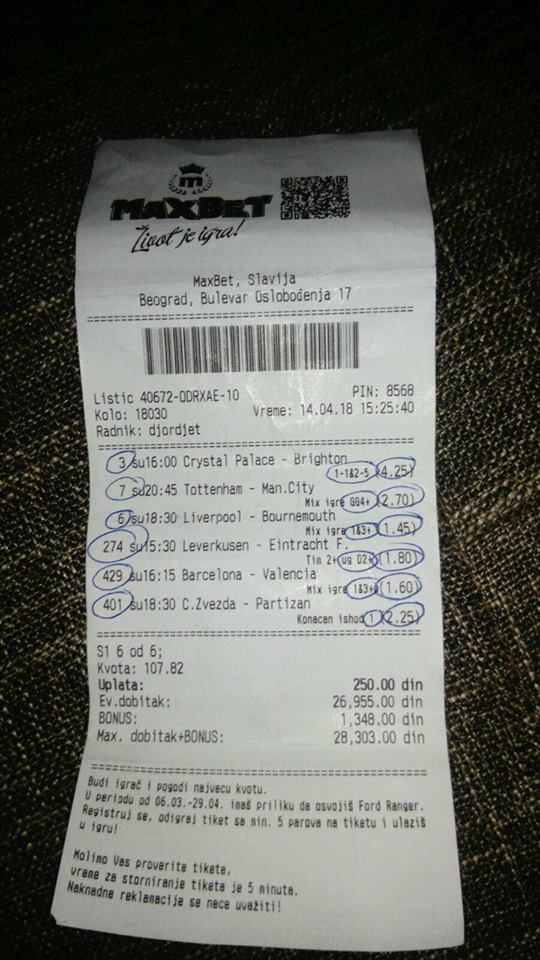 m
MAXBET
Život je igra!
MaxBet, Slavija
Beograd, Bulevar Oslobođenja 17
Listic 40672-ODRXAE-10 PIN: 8568
Kolo: 18030 Vreme: 14.04.18 15:25:40
Radnik: djordjet
3 su16:00 Crystal Palace - Brighton
1-1&2-5 (4.25)
7 su20:45 Tottenham - Man.City
Mix igre GG4+ (2.70)
6 su18:30 Liverpool - Bournemouth
Mix igre 1&3+ (1.45)
274 su15:30 Leverkusen - Eintracht F.
Tim 2+ug D2+ (1.80)
429 su16:15 Barcelona - Valencia
Mix igre 1&3+ (1.60)
401 su18:30 C.Zvezda - Partizan
Konacan ishod 1 (2.25)
S1 6 od 6;
Kvota: 107.82
Uplata: 250.00 din
Ev.dobitak: 26,955.00 din
BONUS: 1,348.00 din
Max. dobitak+BONUS: 28,303.00 din
Budi igrač i pogodi najvecu kvotu.
U periodu od 06.03.-29.04. imaš priliku da osvojiš Ford Ranger.
Registruj se, odigraj tiket sa min. 5 parova na tiketu i ulaziš
u igru!
Molimo Vas proverite tikete,
vreme za storniranje tiketa je 5 minuta.
Naknadne reklamacije se nece uvažiti!